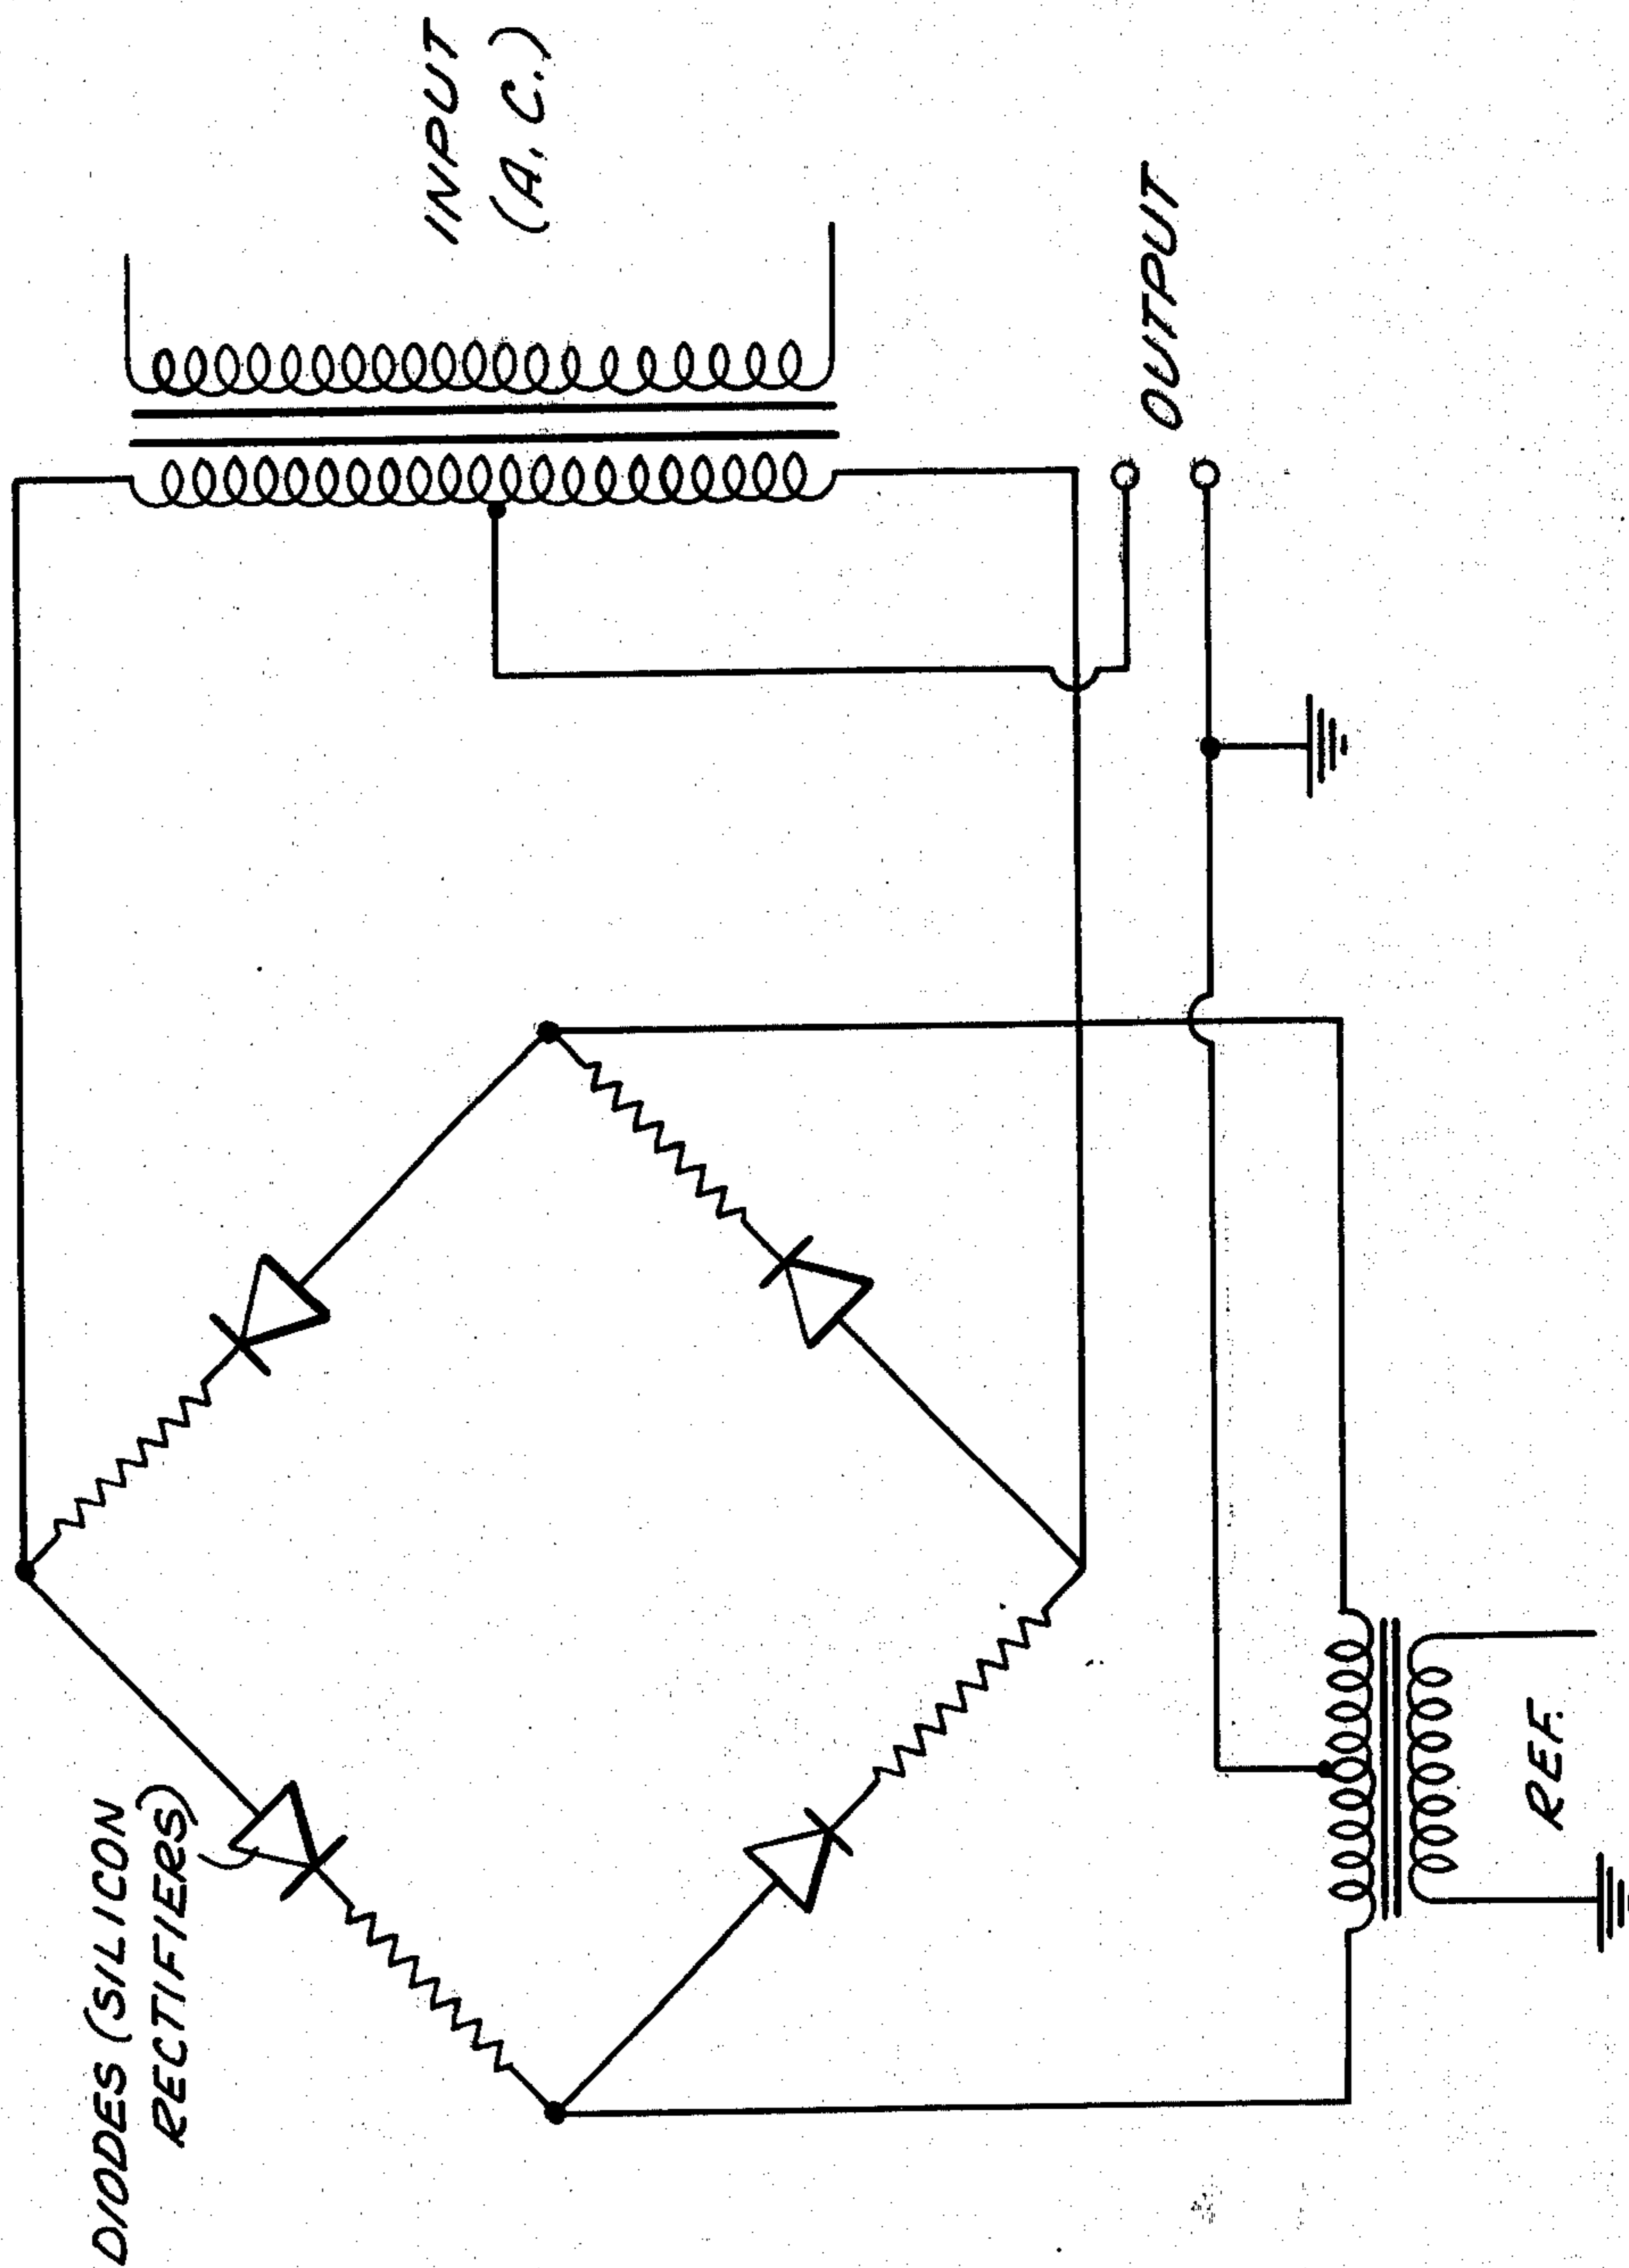 DIODES (SILICON
RECTIFIERS)
INPUT
(A.C.)
OUTPUT
REF.